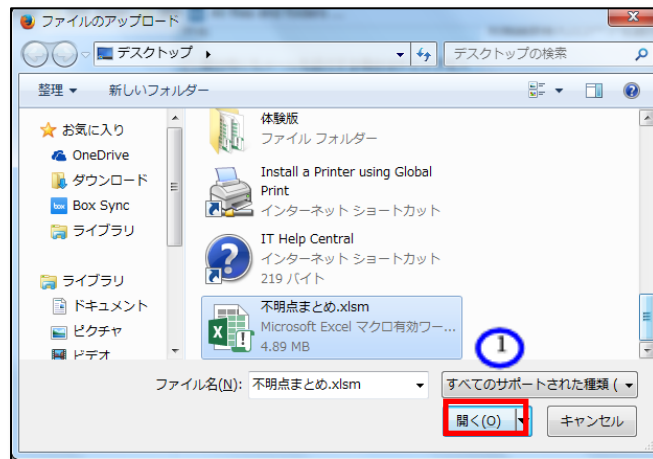 ファイルのアップロード
デスクトップ
デスクトップの検索
整理
新しいフォルダー
お気に入り
OneDrive
ダウンロード
box Box Sync
ライブラリ
ライブラリ
ドキュメント
ピクチャ
ビデオ
体験版
ファイル フォルダー
Install a Printer using Global
Print
インターネット ショートカット
IT Help Central
インターネット ショートカット
219 バイト
不明点まとめ.xlsm
Microsoft Excel マクロ有効ワー...
4.89 MB
1
ファイル名(N):
不明点まとめ.xlsm
すべてのサポートされた種類 (
開く(O)
キャンセル